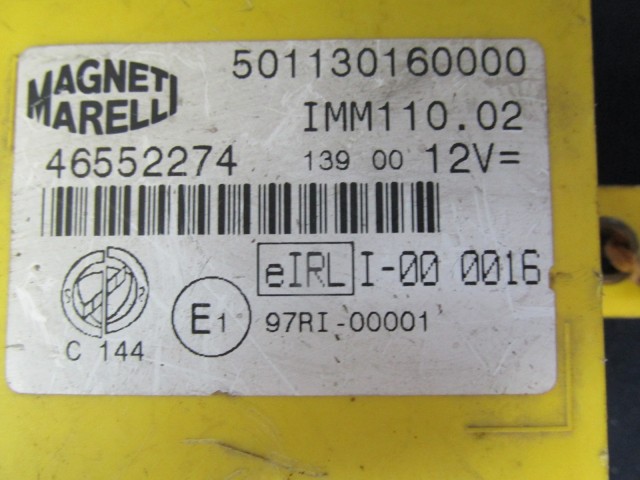 MAGNETI
MARELLI
501130160000
IMM110.02
46552274
139 00 12V=
eIRL I-00 0016
E1 97RI-00001
C 144